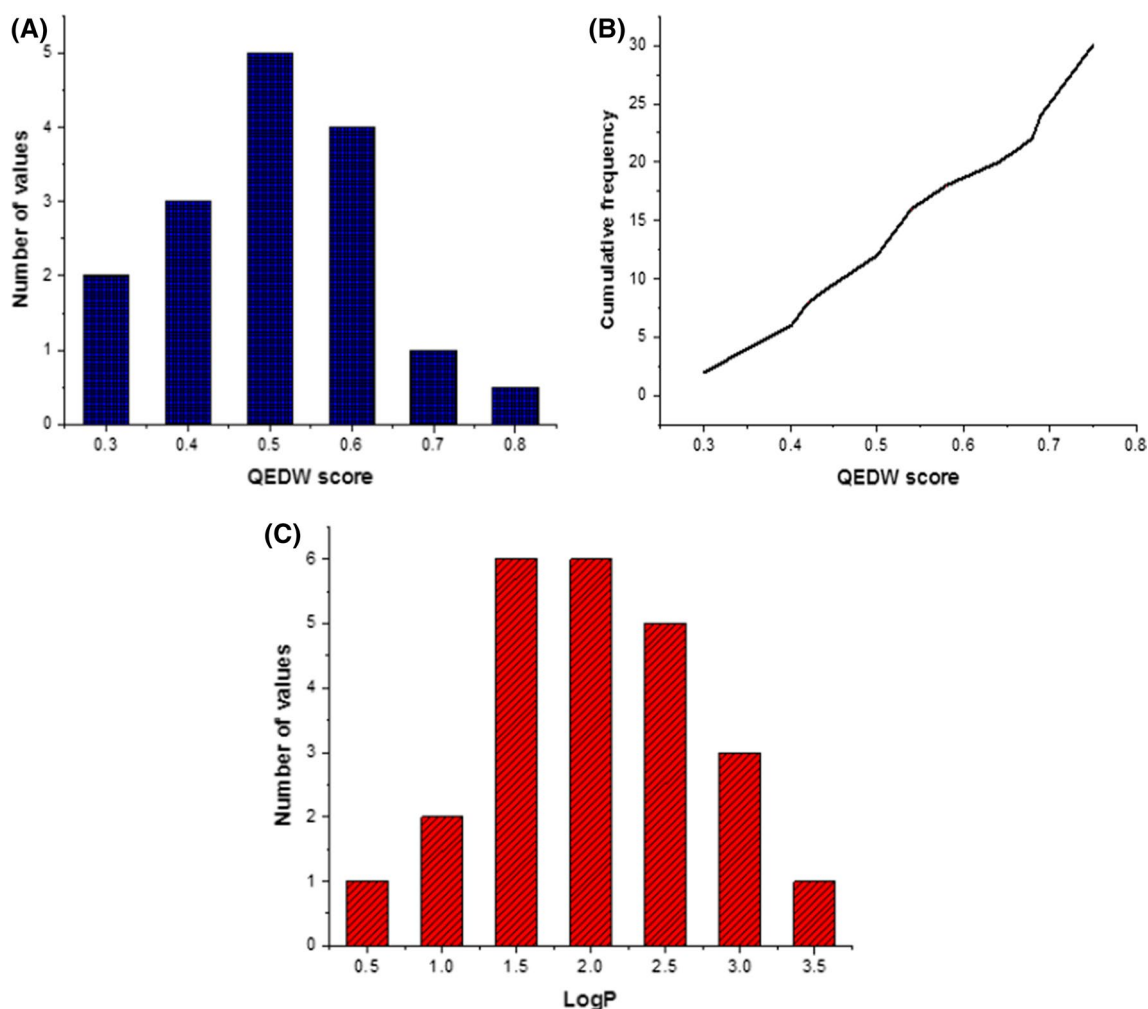 (A)
Number of values
5
4
3
2
1
0
0.3 0.4 0.5 0.6 0.7 0.8
QEDW score
(B)
Cumulative frequency
30
25
20
15
10
5
0
0.3 0.4 0.5 0.6 0.7 0.8
QEDW score
(C)
Number of values
6
5
4
3
2
1
0
0.5 1.0 1.5 2.0 2.5 3.0 3.5
LogP